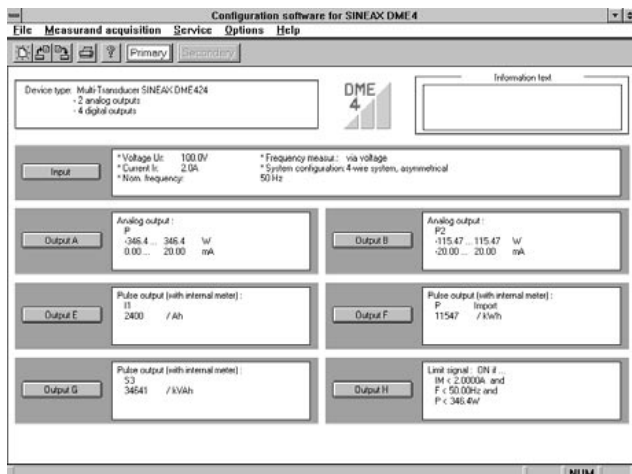 Configuration software for SINEAX DME4
File Measurand acquisition Service Options Help
? Primary Secondary
Device type: Multi-Transducer SINEAX DME424
- 2 analog outputs
- 4 digital outputs
DME
4
Information text
Input
* Voltage Ur: 100.0V * Frequency measur.: via voltage
* Current Ir: 2.0A * System configuration: 4-wire system, asymmetrical
* Nom. frequency: 50 Hz
Output A
Analog output :
P
-346.4 ... 346.4 W
0.00 ... 20.00 mA
Output B
Analog output :
P2
-115.47 ... 115.47 W
-20.00 ... 20.00 mA
Output E
Pulse output (with internal meter) :
I1
2400 / Ah
Output F
Pulse output (with internal meter) :
P Import
11547 / kWh
Output G
Pulse output (with internal meter) :
S3
34641 / kVAh
Output H
Limit signal : ON if ...
IM < 2.0000A and
F < 50.00Hz and
P < 346.4W
NUM